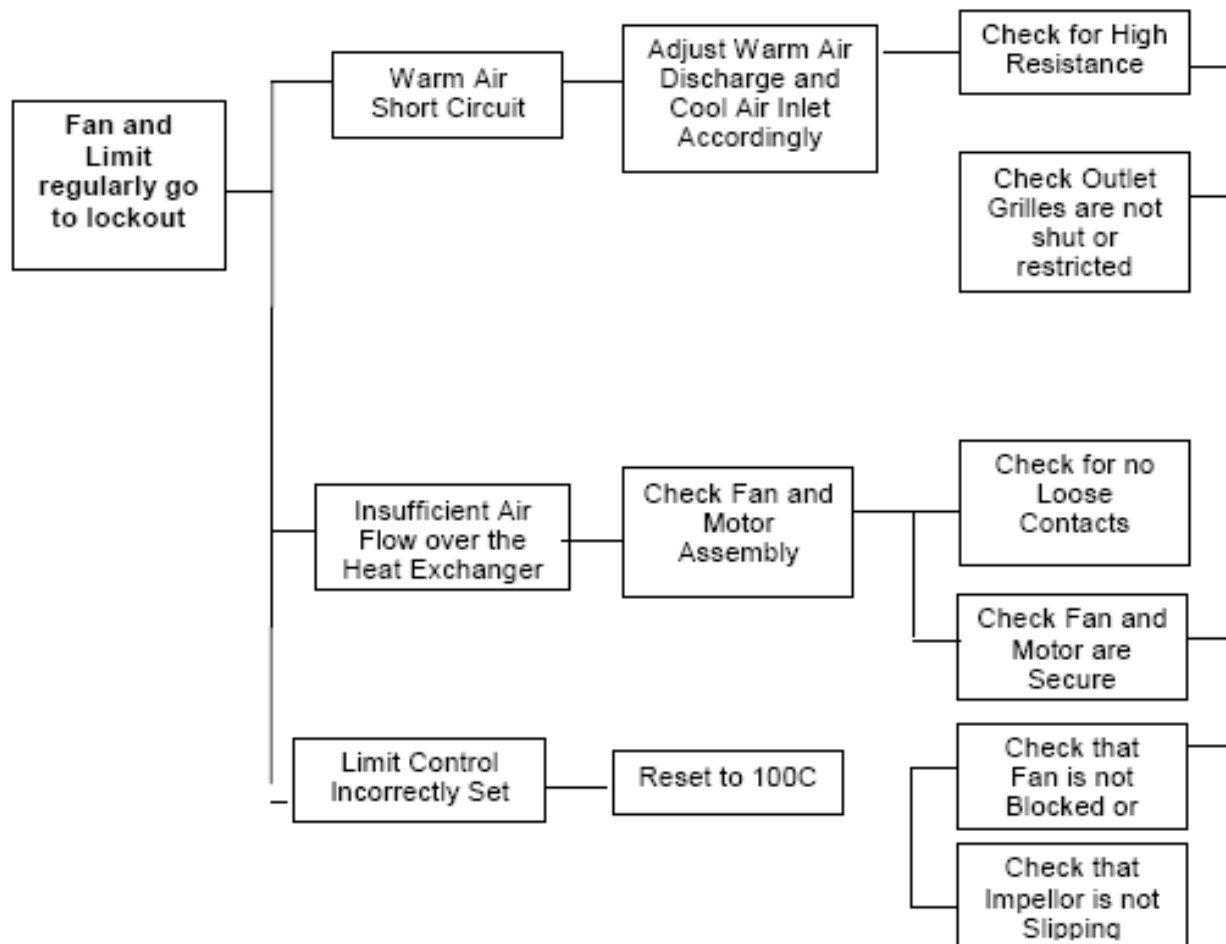 Fan and
Limit
regularly go
to lockout
Warm Air
Short Circuit
Adjust Warm Air
Discharge and
Cool Air Inlet
Accordingly
Check for High
Resistance
Check Outlet
Grilles are not
shut or
restricted
Insufficient Air
Flow over the
Heat Exchanger
Check Fan and
Motor
Assembly
Check for no
Loose
Contacts
Check Fan and
Motor are
Secure
Limit Control
Incorrectly Set
Reset to 100C
Check that
Fan is not
Blocked or
Check that
Impellor is not
Slipping